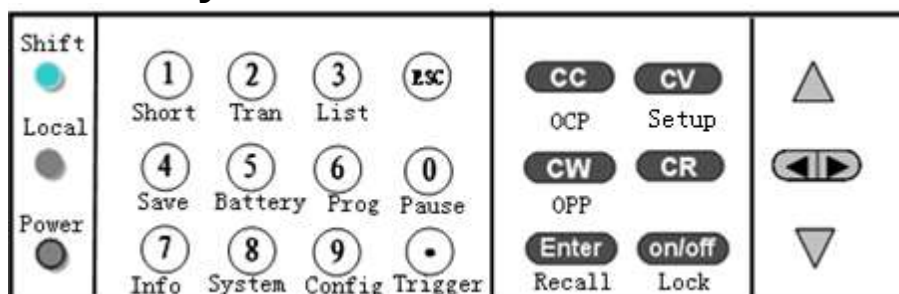 Shift
1 2 3 ESC CC CV
Short Tran List OCP Setup
Local
4 5 6 0 CW CR
Save Battery Prog Pause OPP
Power
7 8 9 . Enter on/off
Info System Config Trigger Recall Lock